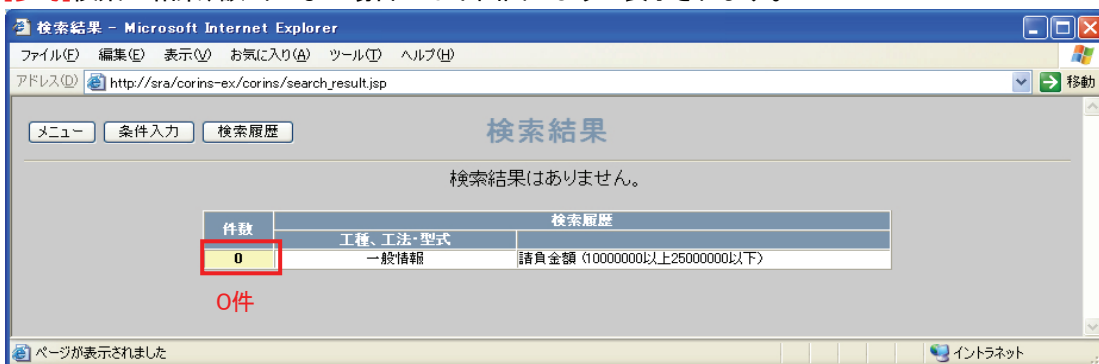 検索結果 - Microsoft Internet Explorer
ファイル(F) 編集(E) 表示(V) お気に入り(A) ツール(T) ヘルプ(H)
アドレス(D) http://sra/corins-ex/corins/search_result.jsp 移動
メニュー 条件入力 検索履歴 検索結果
検索結果はありません。
件数 検索履歴
工種、工法・型式
0 一般情報 請負金額 (10000000以上25000000以下)
0件
ページが表示されました イントラネット